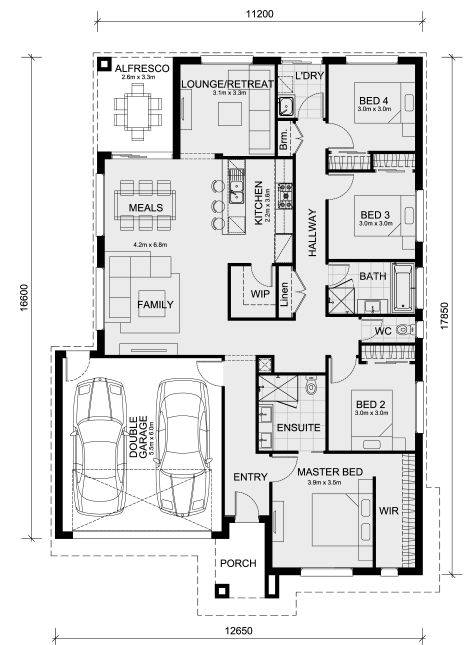 11200
ALFRESCO
2.6m x 3.3m
L'DRY
LOUNGE/RETREAT
3.1m x 3.3m
BED 4
3.0m x 3.0m
Brm.
MEALS
KITCHEN
2.2m x 3.6m
HALLWAY
BED 3
3.0m x 3.0m
4.2m x 6.8m
BATH
WIP
Linen
FAMILY
16600
17850
WC
BED 2
3.0m x 3.0m
DOUBLE
GARAGE
5.5m x 6.0m
ENSUITE
ENTRY
MASTER BED
3.9m x 3.5m
WIR
PORCH
12650